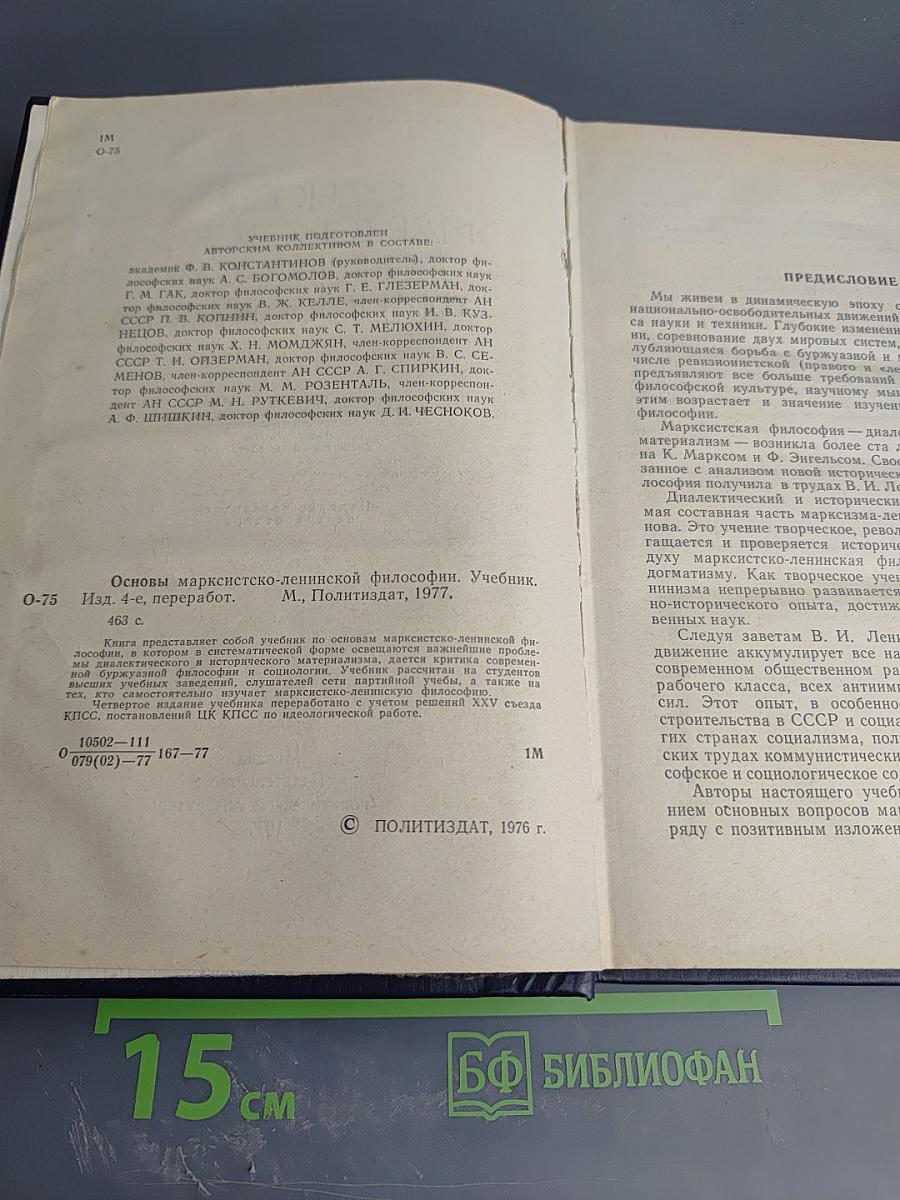 1М
О-75
УЧЕБНИК ПОДГОТОВЛЕН
АВТОРСКИМ КОЛЛЕКТИВОМ В СОСТАВЕ:
академик Ф. В. КОНСТАНТИНОВ (руководитель), доктор фи-
лософских наук А. С. БОГОМОЛОВ, доктор философских наук
Г. М. ГАК, доктор философских наук Г. Е. ГЛЕЗЕРМАН, док-
тор философских наук В. Ж. КЕЛЛЕ, член-корреспондент АН
СССР П. В. КОПНИН, доктор философских наук И. В. КУЗ-
НЕЦОВ, доктор философских наук С. Т. МЕЛЮХИН, доктор
философских наук Х. Н. МОМДЖЯН, член-корреспондент АН
СССР Т. И. ОЙЗЕРМАН, доктор философских наук В. С. СЕ-
МЕНОВ, член-корреспондент АН СССР А. Г. СПИРКИН, док-
тор философских наук М. М. РОЗЕНТАЛЬ, член-корреспон-
дент АН СССР М. Н. РУТКЕВИЧ, доктор философских наук
А. Ф. ШИШКИН, доктор философских наук Д. И. ЧЕСНОКОВ.
Основы марксистско-ленинской философии. Учебник.
О-75 Изд. 4-е, переработ. М., Политиздат, 1977.
463 с.
Книга представляет собой учебник по основам марксистско-ленинской фи-
лософии, в котором в систематической форме освещаются важнейшие пробле-
мы диалектического и исторического материализма, дается критика современ-
ной буржуазной философии и социологии. Учебник рассчитан на студентов
высших учебных заведений, слушателей сети партийной учебы, а также на
тех, кто самостоятельно изучает марксистско-ленинскую философию.
Четвертое издание учебника переработано с учетом решений XXV съезда
КПСС, постановлений ЦК КПСС по идеологической работе.
10502—111
О 167—77 1М
079(02)—77
© ПОЛИТИЗДАТ, 1976 г.
ПРЕДИСЛОВИЕ
Мы живем в динамическую эпоху с
национально-освободительных движений
са науки и техники. Глубокие изменени
ни, соревнование двух мировых систем,
лубляющаяся борьба с буржуазной и м
числе ревизионистской (правого и «ле
предъявляют все больше требований
философской культуре, научному мы
этим возрастает и значение изучен
философии.
Марксистская философия — диал
материализм — возникла более ста л
на К. Марксом и Ф. Энгельсом. Свое
занное с анализом новой историческ
лософия получила в трудах В. И. Ле
Диалектический и исторически
мая составная часть марксизма-ле
нова. Это учение творческое, рево
гащается и проверяется историче
духу марксистско-ленинская фил
догматизму. Как творческое учен
нинизма непрерывно развивается
но-исторического опыта, достиж
венных наук.
Следуя заветам В. И. Лени
движение аккумулирует все на
современном общественном ра
рабочего класса, всех антиимп
сил. Этот опыт, в особенно
строительства в СССР и социа
гих странах социализма, пол
ских трудах коммунистически
софское и социологическое со
Авторы настоящего учеб
нием основных вопросов ма
ряду с позитивным изложен
15 см
БФ БИБЛИОФАН